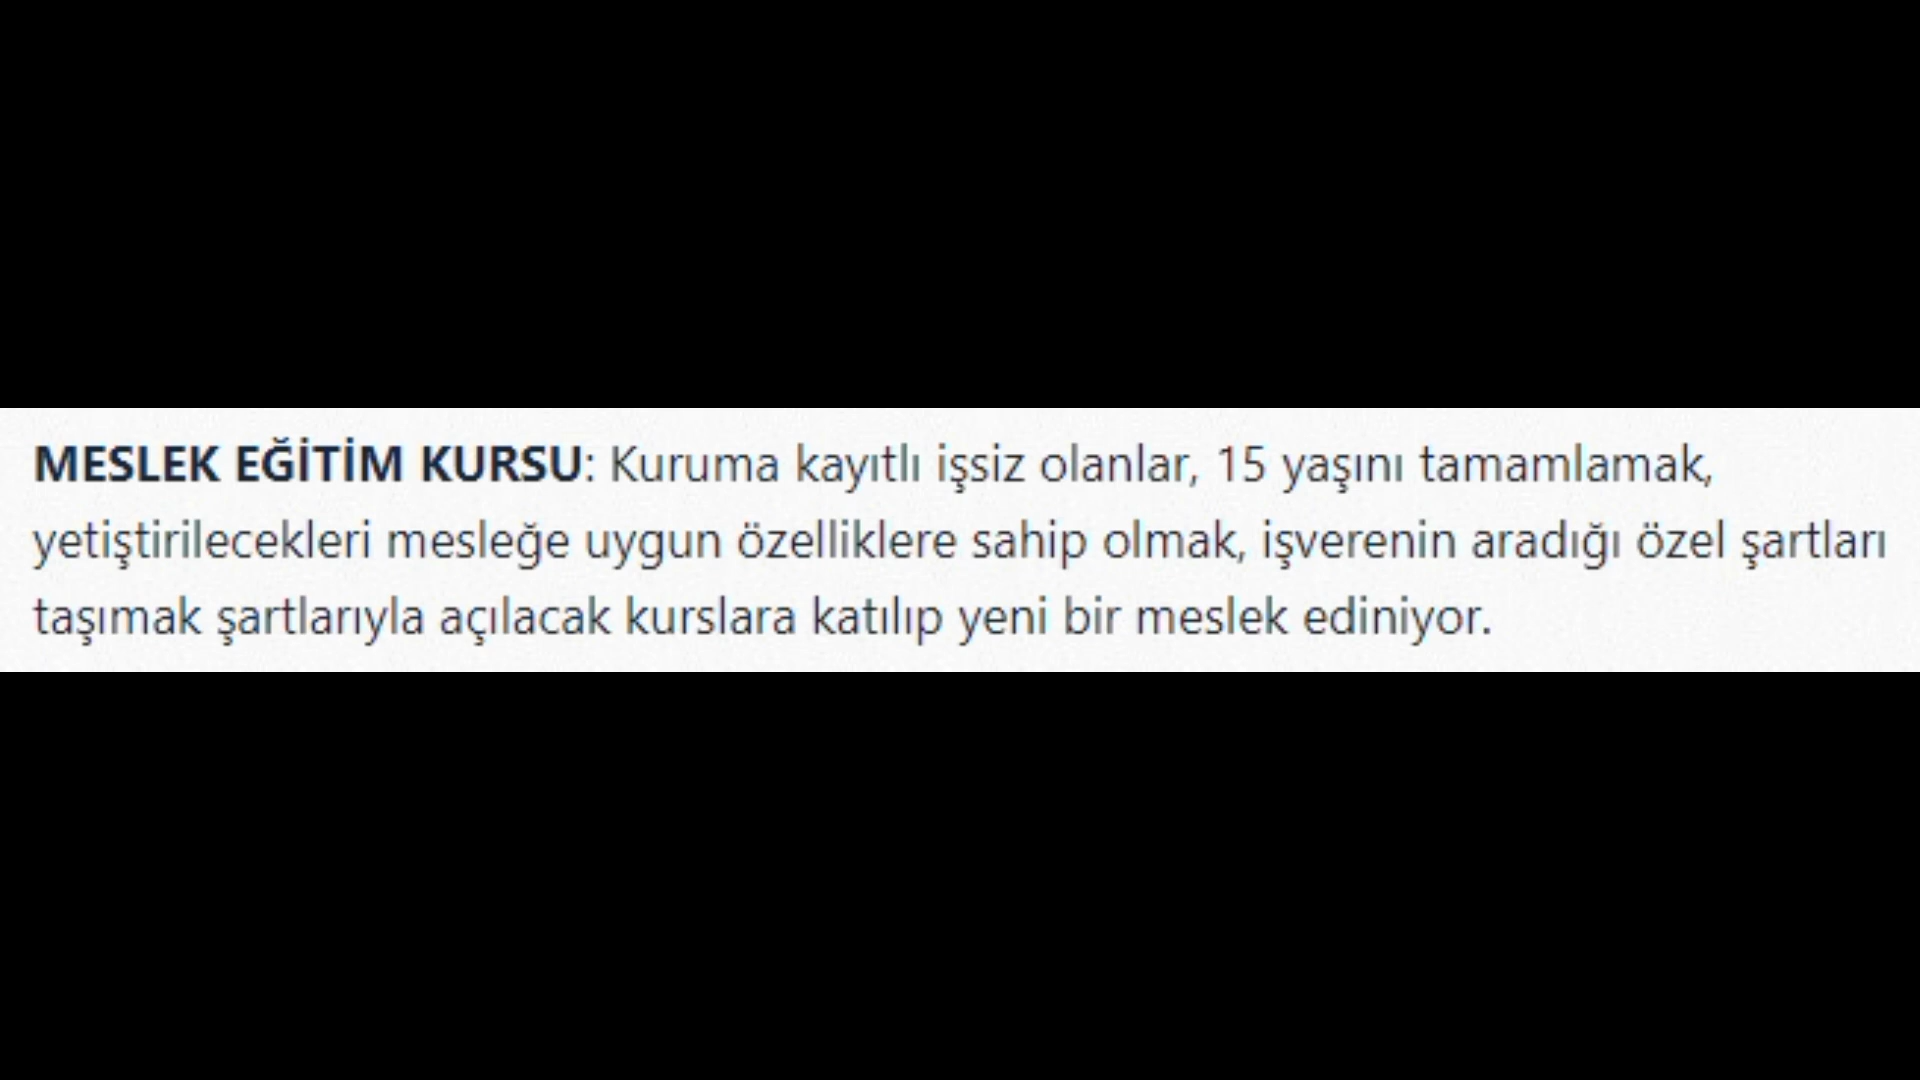 MESLEK EĞİTİM KURSU: Kuruma kayıtlı işsiz olanlar, 15 yaşını tamamlamak,
yetiştirilecekleri mesleğe uygun özelliklere sahip olmak, işverenin aradığı özel şartları
taşımak şartlarıyla açılacak kurslara katılıp yeni bir meslek ediniyor.